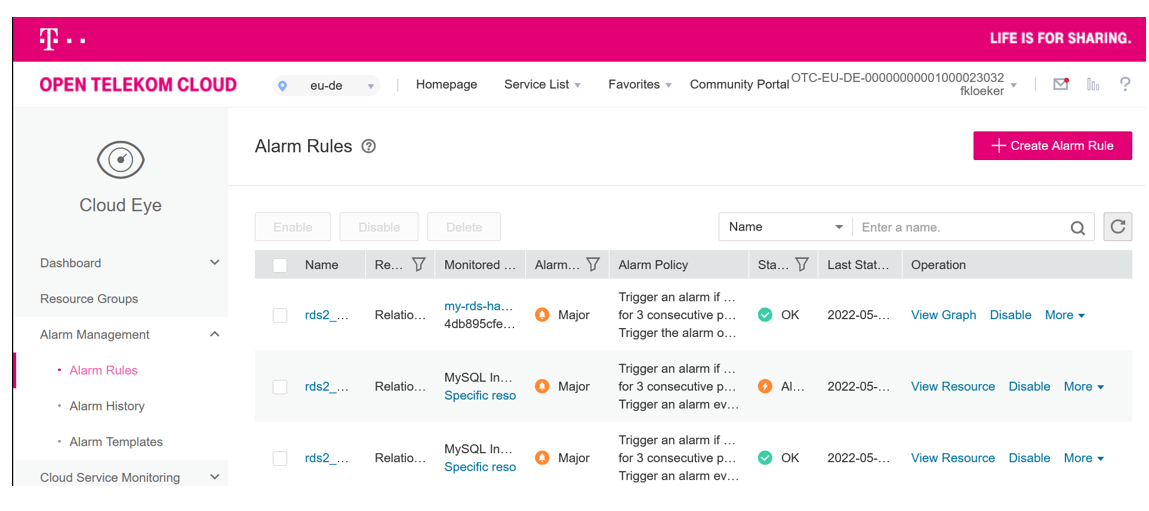 T
LIFE IS FOR SHARING.
OPEN TELEKOM CLOUD
eu-de
Homepage
Service List
Favorites
Community Portal
OTC-EU-DE-00000000001000023032
fkloeker
Cloud Eye
Dashboard
Resource Groups
Alarm Management
Alarm Rules
Alarm History
Alarm Templates
Cloud Service Monitoring
Alarm Rules
Create Alarm Rule
Enable
Disable
Delete
Name
Enter a name.
Name
Re...
Monitored ...
Alarm...
Alarm Policy
Sta...
Last Stat...
Operation
rds2_...
Relatio...
my-rds-ha...
4db895cfe...
Major
Trigger an alarm if ...
for 3 consecutive p...
Trigger the alarm o...
OK
2022-05-...
View Graph
Disable
More
rds2_...
Relatio...
MySQL In...
Specific reso
Major
Trigger an alarm if ...
for 3 consecutive p...
Trigger an alarm ev...
Al...
2022-05-...
View Resource
Disable
More
rds2_...
Relatio...
MySQL In...
Specific reso
Major
Trigger an alarm if ...
for 3 consecutive p...
Trigger an alarm ev...
OK
2022-05-...
View Resource
Disable
More